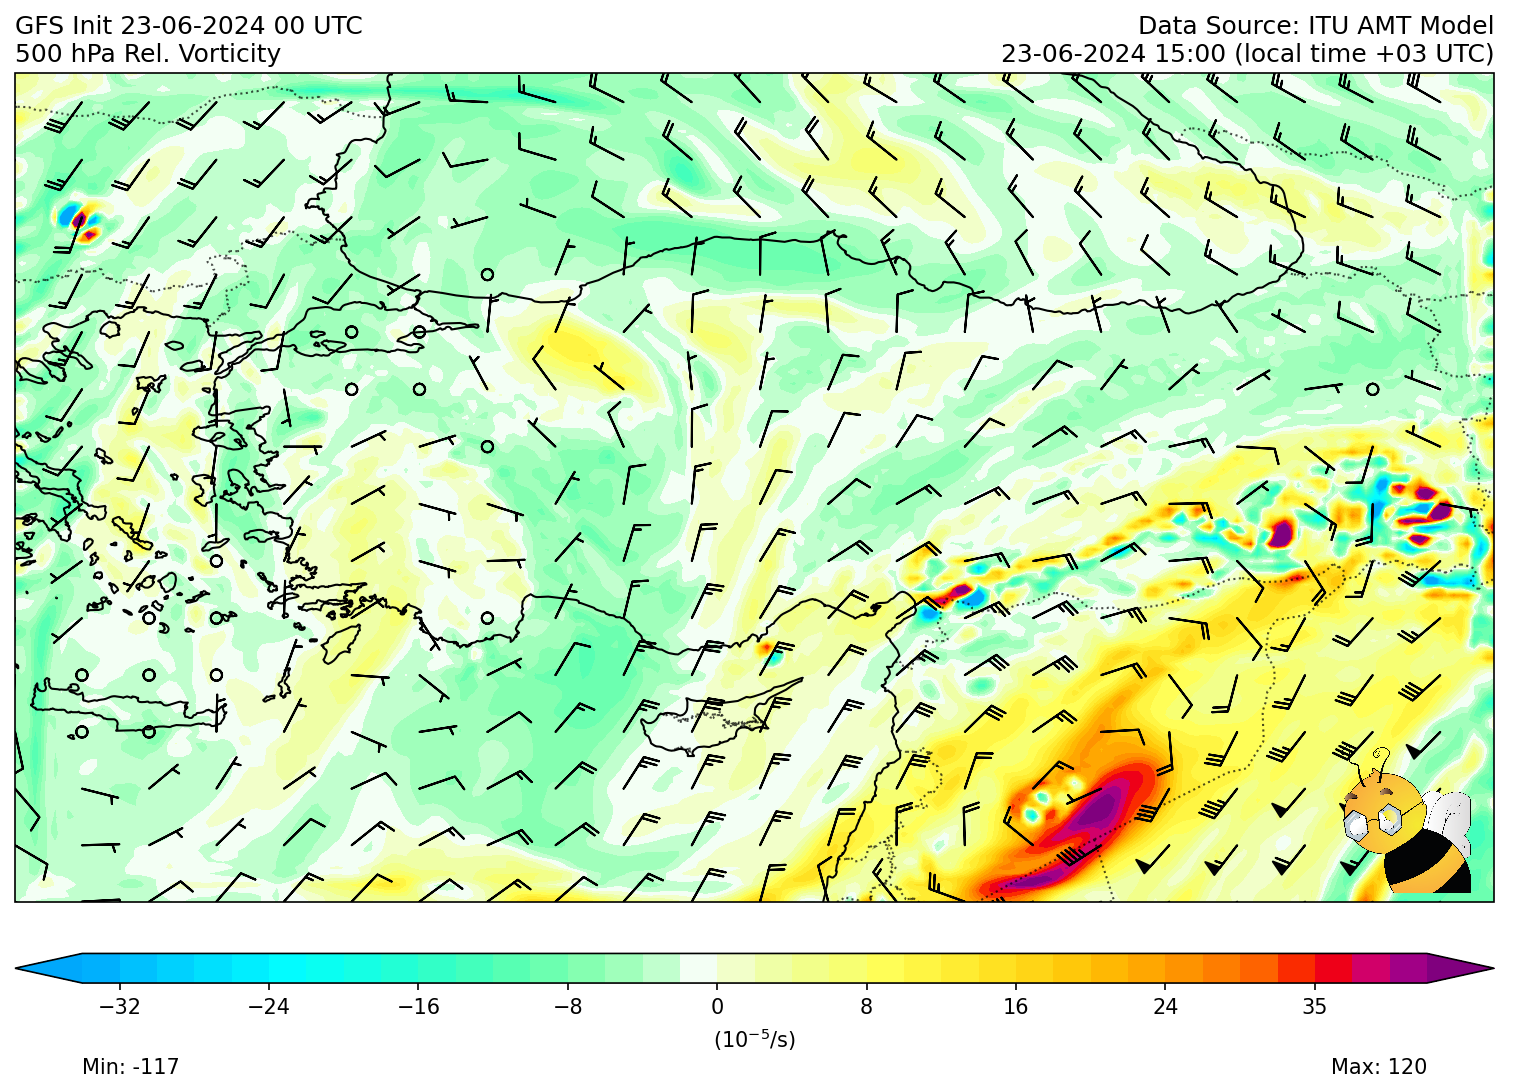 GFS Init 23-06-2024 00 UTC
500 hPa Rel. Vorticity
Data Source: ITU AMT Model
23-06-2024 15:00 (local time +03 UTC)
−32 −24 −16 −8 0 8 16 24 35
(10⁻⁵/s)
Min: -117
Max: 120